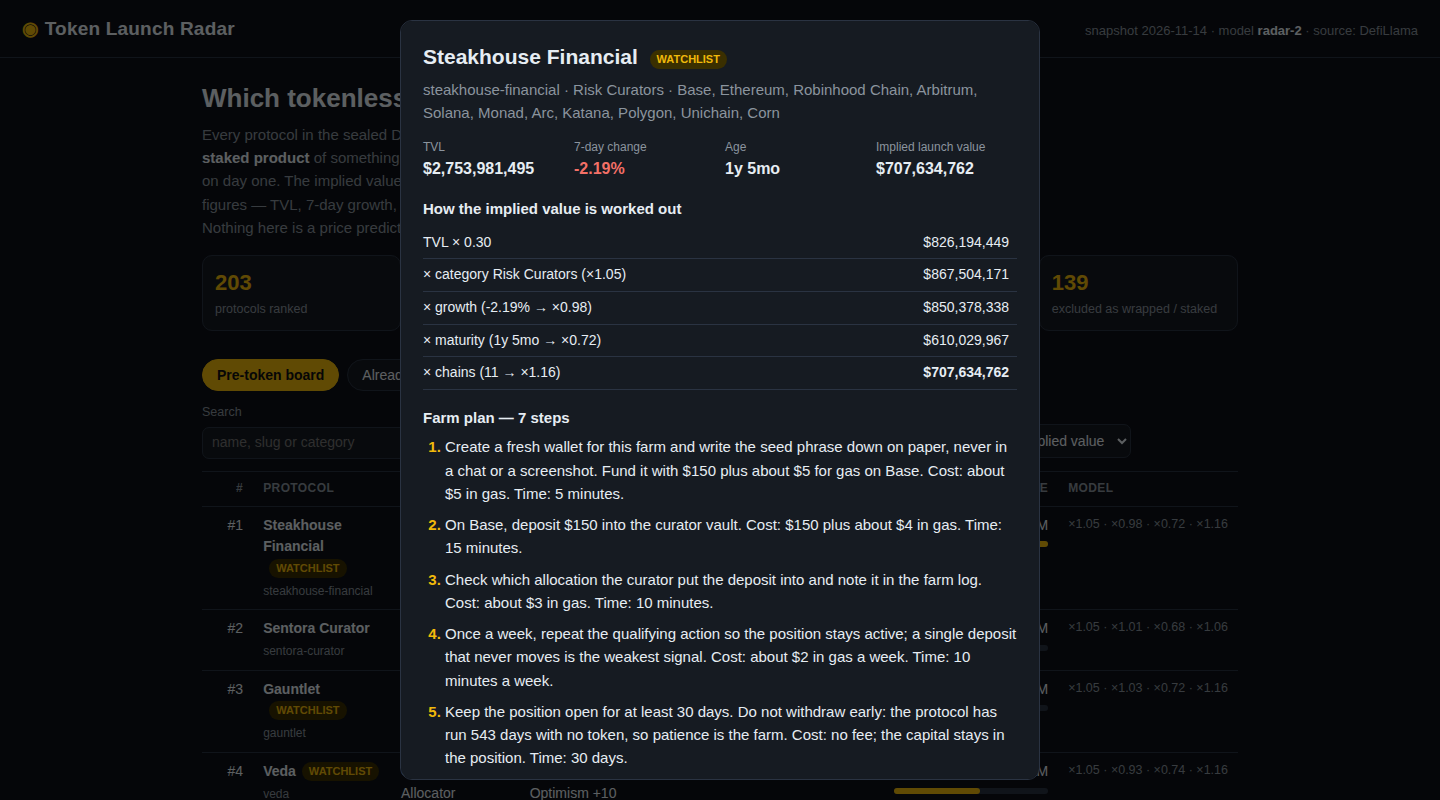 ◉ Token Launch Radar
snapshot 2026-11-14 · model radar-2 · source: DefiLlama
Which tokenless
Every protocol in the sealed D
staked product of something
on day one. The implied value
figures — TVL, 7-day growth,
Nothing here is a price predict
203
protocols ranked
139
excluded as wrapped / staked
Pre-token board
Alread
Search
name, slug or category
plied value
# PROTOCOL
E MODEL
#1 Steakhouse Financial
WATCHLIST
steakhouse-financial
M ×1.05 · ×0.98 · ×0.72 · ×1.16
#2 Sentora Curator
sentora-curator
M ×1.05 · ×1.01 · ×0.68 · ×1.06
#3 Gauntlet
WATCHLIST
gauntlet
M ×1.05 · ×1.03 · ×0.72 · ×1.16
#4 Veda WATCHLIST
veda
Allocator
Optimism +10
M ×1.05 · ×0.93 · ×0.74 · ×1.16
Steakhouse Financial WATCHLIST
steakhouse-financial · Risk Curators · Base, Ethereum, Robinhood Chain, Arbitrum,
Solana, Monad, Arc, Katana, Polygon, Unichain, Corn
TVL 7-day change Age Implied launch value
$2,753,981,495 -2.19% 1y 5mo $707,634,762
How the implied value is worked out
TVL × 0.30 $826,194,449
× category Risk Curators (×1.05) $867,504,171
× growth (-2.19% → ×0.98) $850,378,338
× maturity (1y 5mo → ×0.72) $610,029,967
× chains (11 → ×1.16) $707,634,762
Farm plan — 7 steps
1. Create a fresh wallet for this farm and write the seed phrase down on paper, never in
a chat or a screenshot. Fund it with $150 plus about $5 for gas on Base. Cost: about
$5 in gas. Time: 5 minutes.
2. On Base, deposit $150 into the curator vault. Cost: $150 plus about $4 in gas. Time:
15 minutes.
3. Check which allocation the curator put the deposit into and note it in the farm log.
Cost: about $3 in gas. Time: 10 minutes.
4. Once a week, repeat the qualifying action so the position stays active; a single deposit
that never moves is the weakest signal. Cost: about $2 in gas a week. Time: 10
minutes a week.
5. Keep the position open for at least 30 days. Do not withdraw early: the protocol has
run 543 days with no token, so patience is the farm. Cost: no fee; the capital stays in
the position. Time: 30 days.